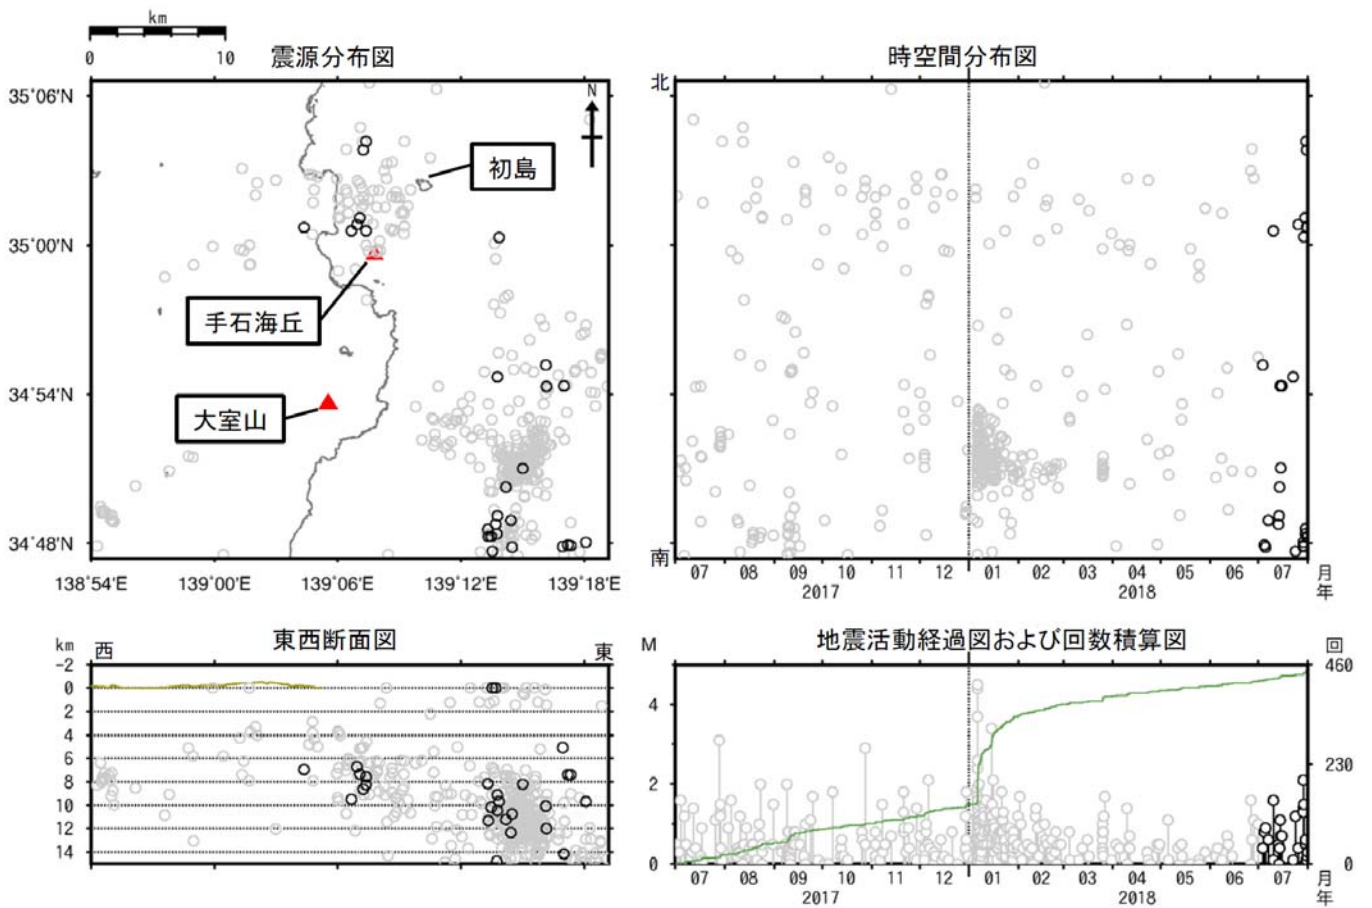 km
0 10
震源分布図
時空間分布図
35°06′N
35°00′N
34°54′N
34°48′N
138°54′E 139°00′E 139°06′E 139°12′E 139°18′E
N
初島
手石海丘
大室山
北
南
07 08 09 10 11 12 01 02 03 04 05 06 07 月
2017 2018 年
東西断面図
km 西 東
-2
0
2
4
6
8
10
12
14
地震活動経過図および回数積算図
M 回
4
2
0
460
230
0
07 08 09 10 11 12 01 02 03 04 05 06 07 月
2017 2018 年